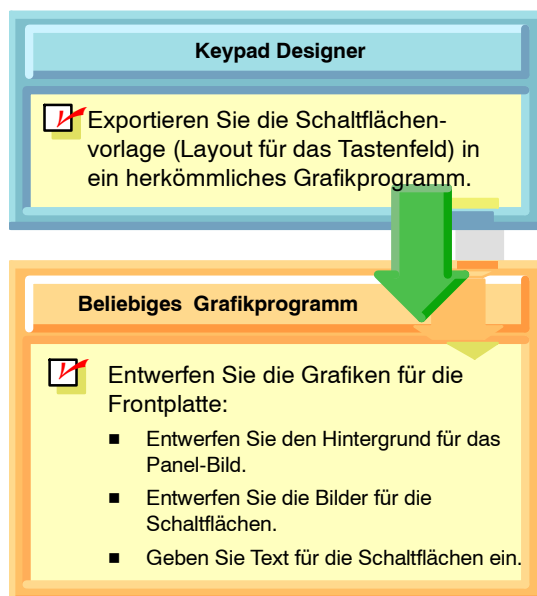 Keypad Designer
Exportieren Sie die Schaltflächen-
vorlage (Layout für das Tastenfeld) in
ein herkömmliches Grafikprogramm.
Beliebiges Grafikprogramm
Entwerfen Sie die Grafiken für die
Frontplatte:
■ Entwerfen Sie den Hintergrund für das
Panel-Bild.
■ Entwerfen Sie die Bilder für die
Schaltflächen.
■ Geben Sie Text für die Schaltflächen ein.